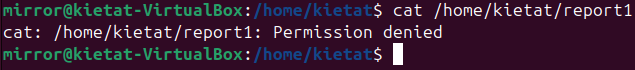 mirror@kietat-VirtualBox:/home/kietat$ cat /home/kietat/report1
cat: /home/kietat/report1: Permission denied
mirror@kietat-VirtualBox:/home/kietat$